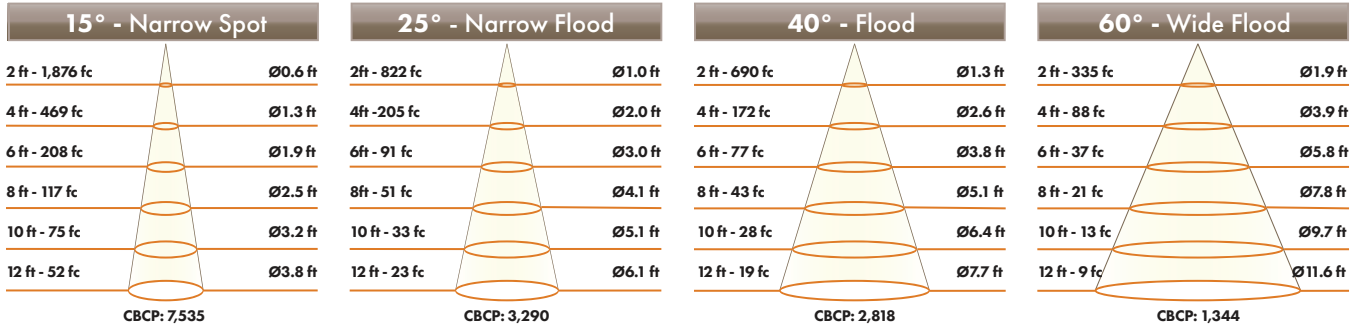 15° - Narrow Spot
2 ft - 1,876 fc Ø0.6 ft
4 ft - 469 fc Ø1.3 ft
6 ft - 208 fc Ø1.9 ft
8 ft - 117 fc Ø2.5 ft
10 ft - 75 fc Ø3.2 ft
12 ft - 52 fc Ø3.8 ft
CBCP: 7,535
25° - Narrow Flood
2ft - 822 fc Ø1.0 ft
4ft -205 fc Ø2.0 ft
6ft - 91 fc Ø3.0 ft
8ft - 51 fc Ø4.1 ft
10 ft - 33 fc Ø5.1 ft
12 ft - 23 fc Ø6.1 ft
CBCP: 3,290
40° - Flood
2 ft - 690 fc Ø1.3 ft
4 ft - 172 fc Ø2.6 ft
6 ft - 77 fc Ø3.8 ft
8 ft - 43 fc Ø5.1 ft
10 ft - 28 fc Ø6.4 ft
12 ft - 19 fc Ø7.7 ft
CBCP: 2,818
60° - Wide Flood
2 ft - 335 fc Ø1.9 ft
4 ft - 88 fc Ø3.9 ft
6 ft - 37 fc Ø5.8 ft
8 ft - 21 fc Ø7.8 ft
10 ft - 13 fc Ø9.7 ft
12 ft - 9 fc Ø11.6 ft
CBCP: 1,344